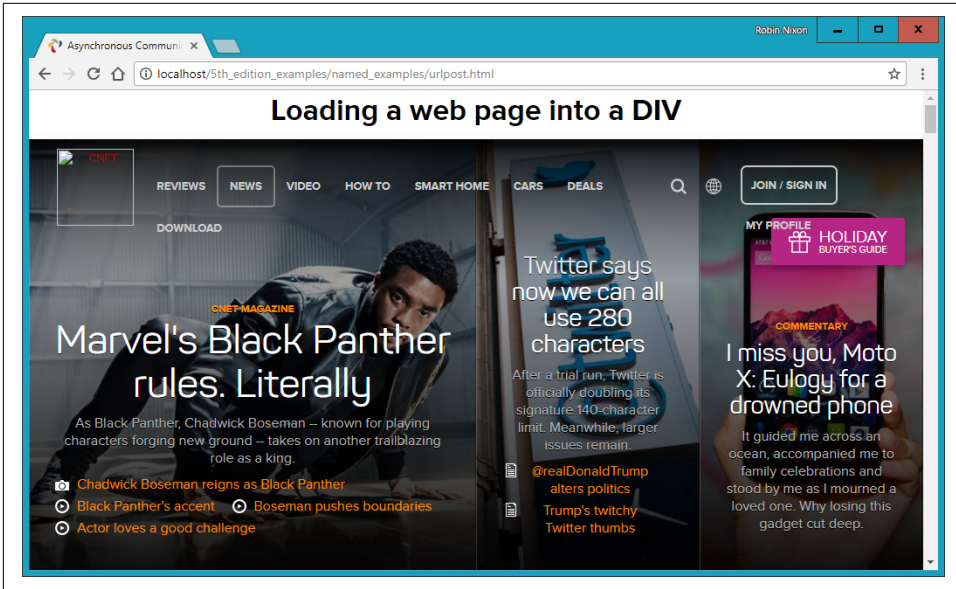 Robin Nixon
Asynchronous Communic
localhost/5th_edition_examples/named_examples/urlpost.html
Loading a web page into a DIV
CNET
REVIEWS NEWS VIDEO HOW TO SMART HOME CARS DEALS JOIN / SIGN IN
DOWNLOAD MY PROFILE
HOLIDAY
BUYER'S GUIDE
CNET MAGAZINE
Marvel's Black Panther
rules. Literally
As Black Panther, Chadwick Boseman – known for playing
characters forging new ground – takes on another trailblazing
role as a king.
Chadwick Boseman reigns as Black Panther
Black Panther's accent Boseman pushes boundaries
Actor loves a good challenge
Twitter says
now we can all
use 280
characters
After a trial run, Twitter is
officially doubling its
signature 140-character
limit. Meanwhile, larger
issues remain.
@realDonaldTrump
alters politics
Trump's twitchy
Twitter thumbs
COMMENTARY
I miss you, Moto
X: Eulogy for a
drowned phone
It guided me across an
ocean, accompanied me to
family celebrations and
stood by me as I mourned a
loved one. Why losing this
gadget cut deep.